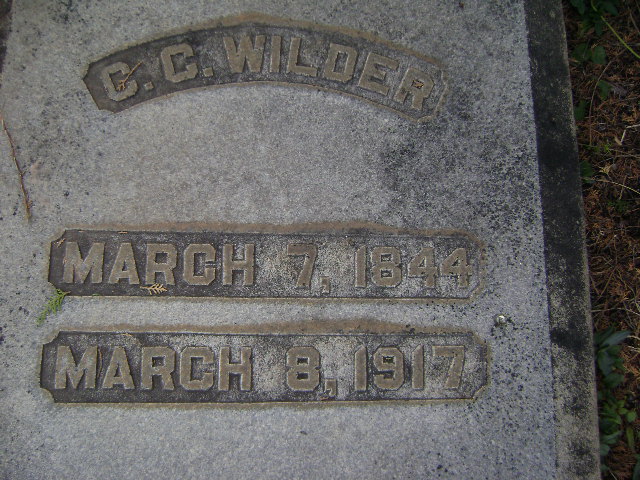 C. C. WILDER
MARCH 7, 1844
MARCH 8, 1917